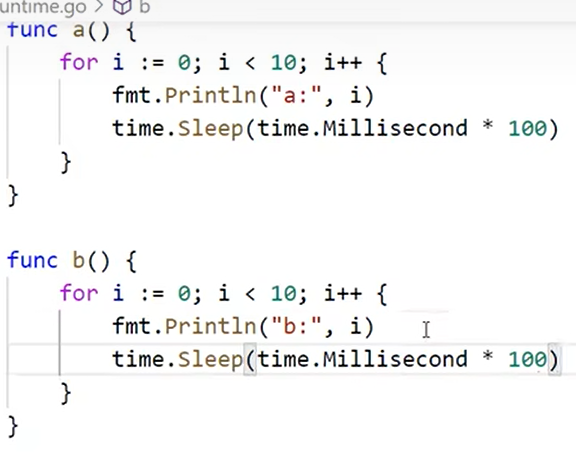 untime.go > b
func a() {
for i := 0; i < 10; i++ {
fmt.Println("a:", i)
time.Sleep(time.Millisecond * 100)
}
}
func b() {
for i := 0; i < 10; i++ {
fmt.Println("b:", i)
time.Sleep(time.Millisecond * 100)
}
}